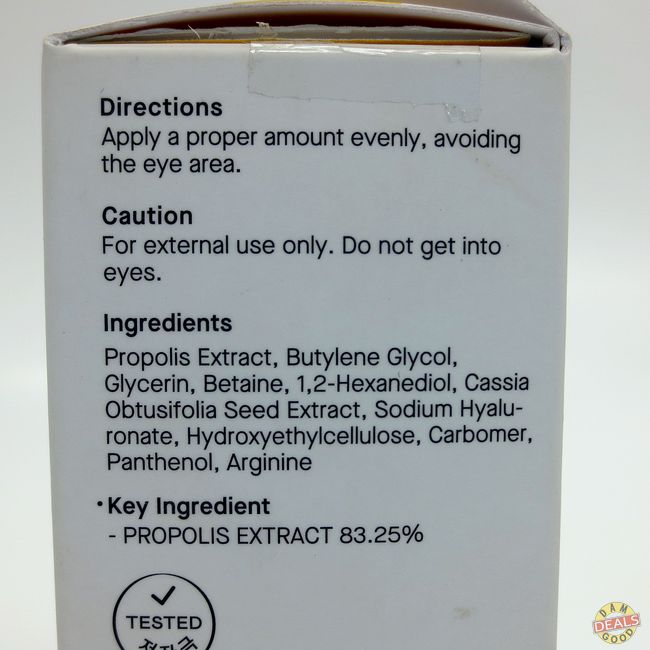 Directions
Apply a proper amount evenly, avoiding
the eye area.
Caution
For external use only. Do not get into
eyes.
Ingredients
Propolis Extract, Butylene Glycol,
Glycerin, Betaine, 1,2-Hexanediol, Cassia
Obtusifolia Seed Extract, Sodium Hyalu-
ronate, Hydroxyethylcellulose, Carbomer,
Panthenol, Arginine
•Key Ingredient
- PROPOLIS EXTRACT 83.25%
TESTED
DAM
DEALS
GOOD